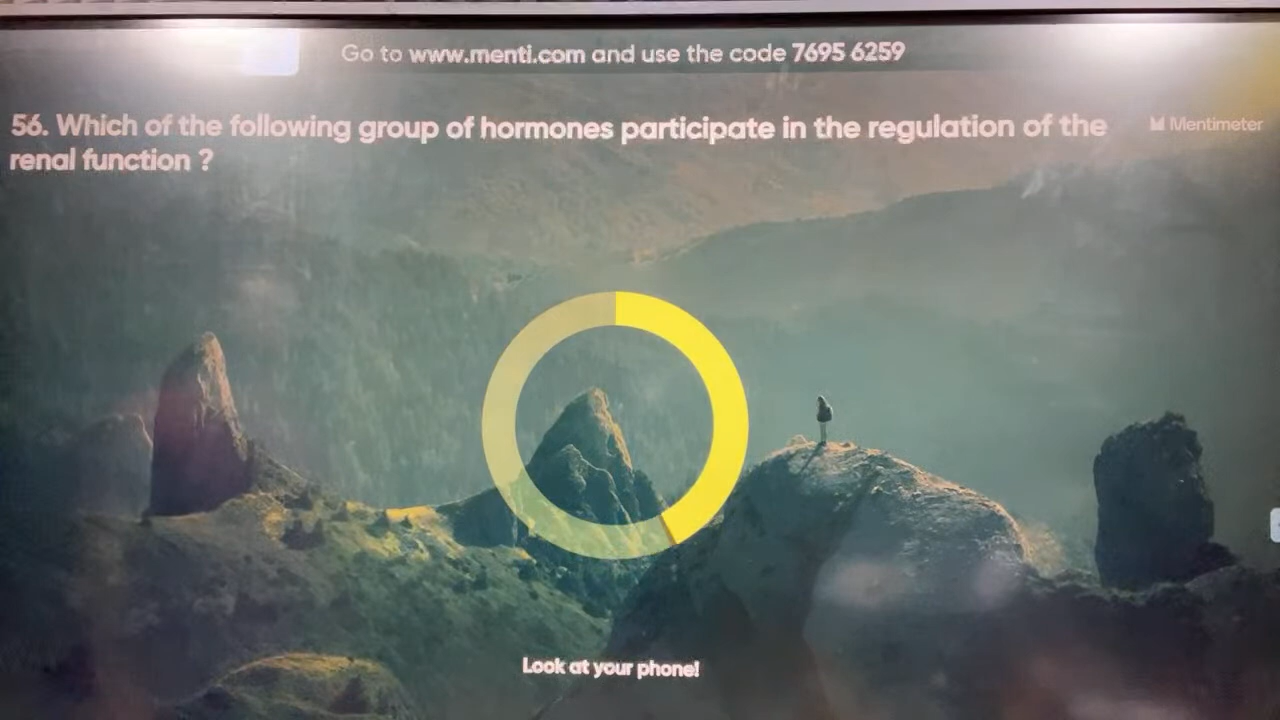 Go to www.menti.com and use the code 7695 6259
56. Which of the following group of hormones participate in the regulation of the
renal function ?
Mentimeter
Look at your phone!